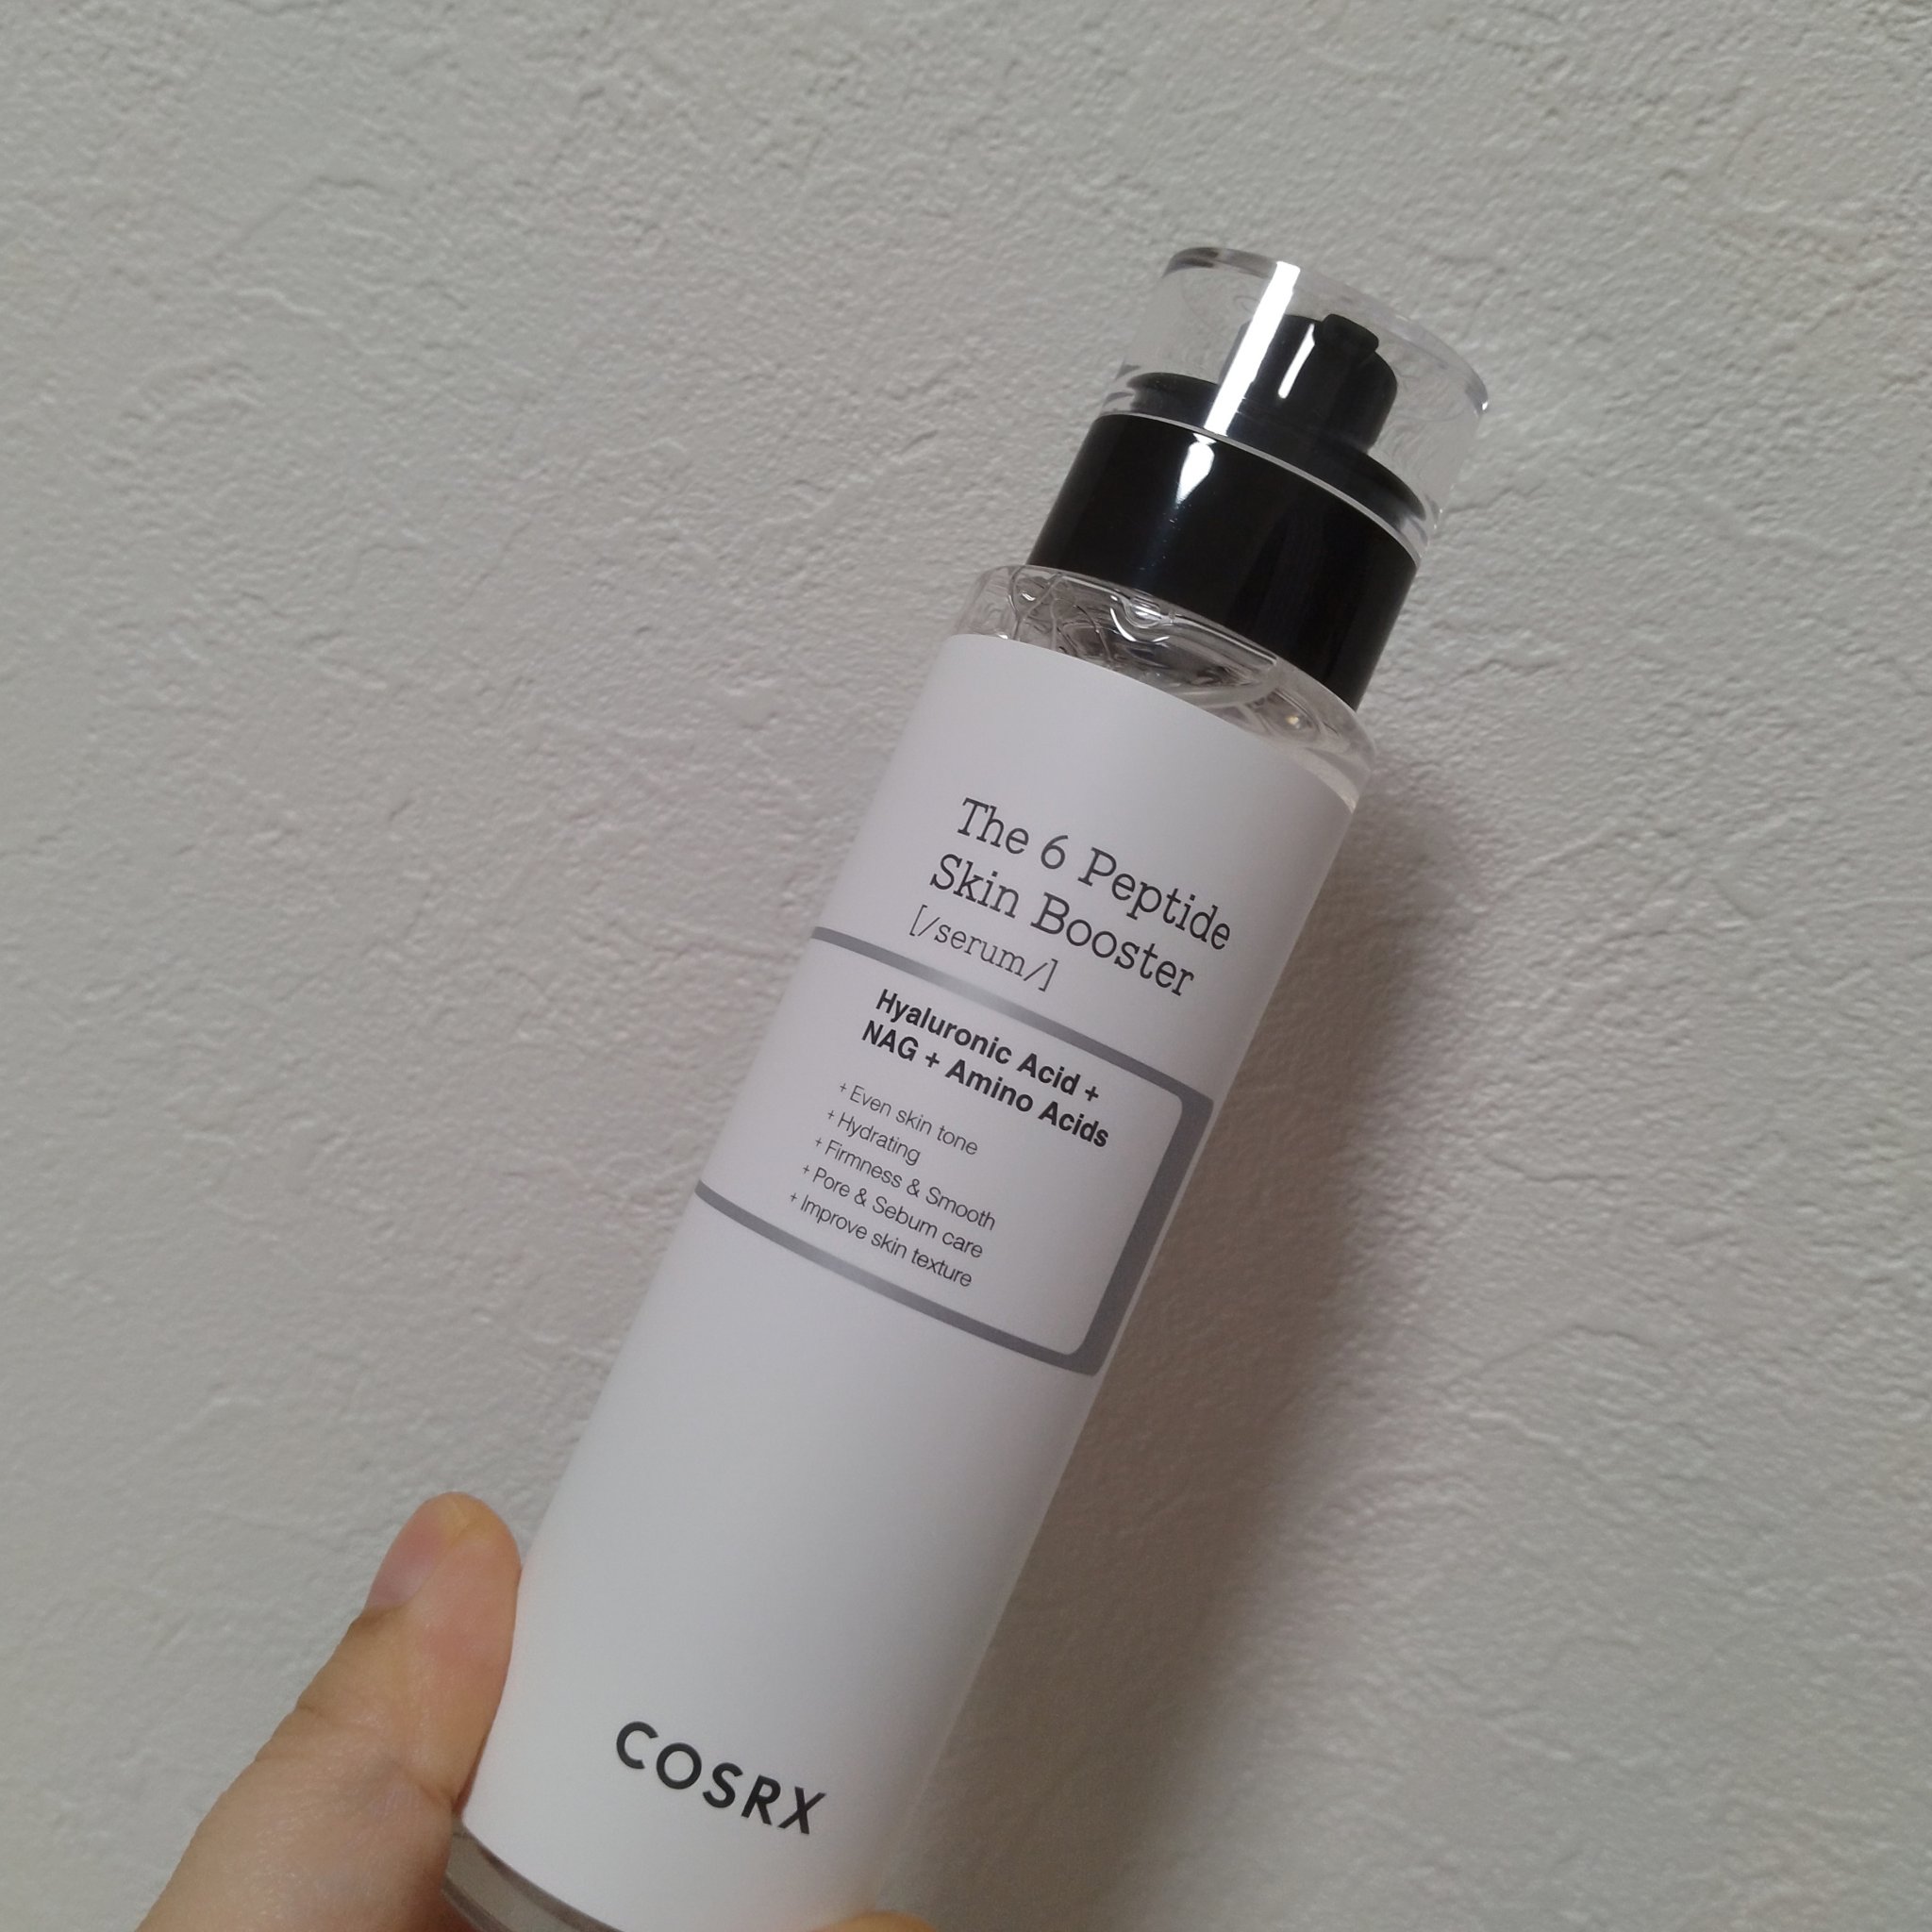 The 6 Peptide
Skin Booster
[/serum/]
Hyaluronic Acid +
NAG + Amino Acids
+ Even skin tone
+ Hydrating
+ Firmness & Smooth
+ Pore & Sebum care
+ Improve skin texture
COSRX